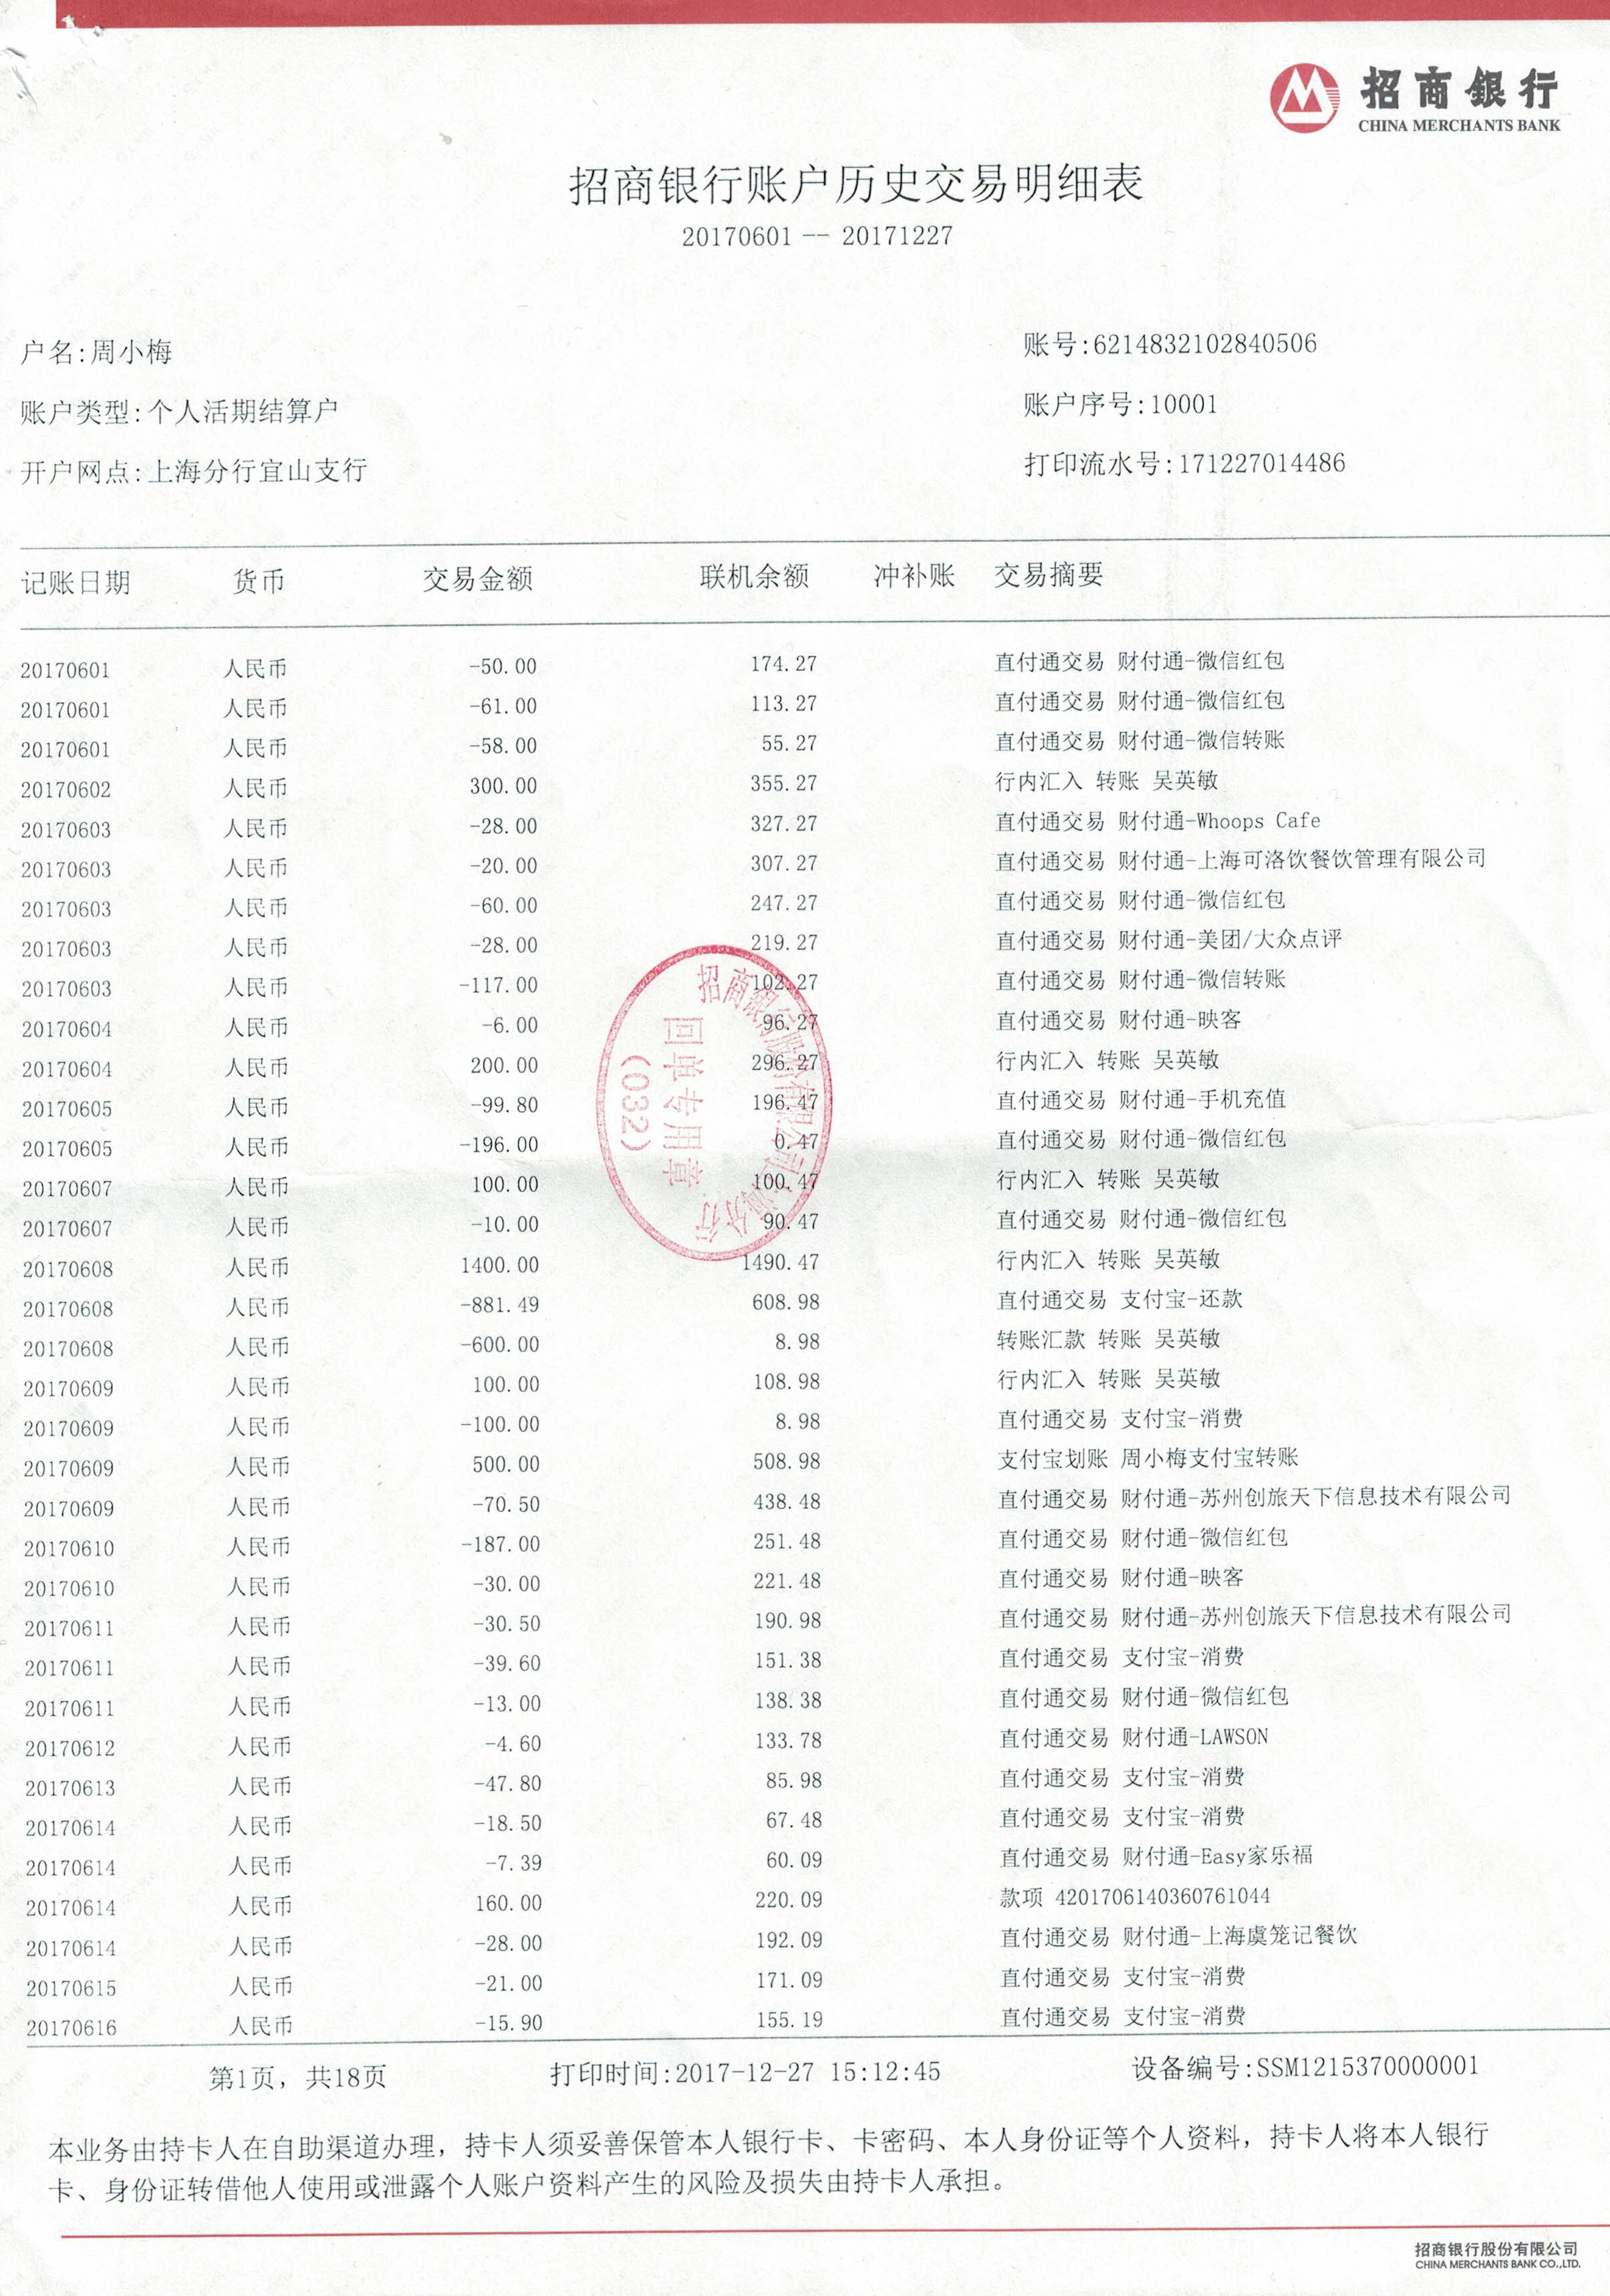 招商銀行
CHINA MERCHANTS BANK
招商银行账户历史交易明细表
20170601 -- 20171227
户名:周小梅 账号:6214832102840506
账户类型:个人活期结算户 账户序号:10001
开户网点:上海分行宜山支行 打印流水号:171227014486
记账日期 货币 交易金额 联机余额 冲补账 交易摘要
20170601 人民币 -50.00 174.27 直付通交易 财付通-微信红包
20170601 人民币 -61.00 113.27 直付通交易 财付通-微信红包
20170601 人民币 -58.00 55.27 直付通交易 财付通-微信转账
20170602 人民币 300.00 355.27 行内汇入 转账 吴英敏
20170603 人民币 -28.00 327.27 直付通交易 财付通-Whoops Cafe
20170603 人民币 -20.00 307.27 直付通交易 财付通-上海可洛饮餐饮管理有限公司
20170603 人民币 -60.00 247.27 直付通交易 财付通-微信红包
20170603 人民币 -28.00 219.27 直付通交易 财付通-美团/大众点评
20170603 人民币 -117.00 102.27 直付通交易 财付通-微信转账
20170604 人民币 -6.00 96.27 直付通交易 财付通-映客
20170604 人民币 200.00 296.27 行内汇入 转账 吴英敏
20170605 人民币 -99.80 196.47 直付通交易 财付通-手机充值
20170605 人民币 -196.00 0.47 直付通交易 财付通-微信红包
20170607 人民币 100.00 100.47 行内汇入 转账 吴英敏
20170607 人民币 -10.00 90.47 直付通交易 财付通-微信红包
20170608 人民币 1400.00 1490.47 行内汇入 转账 吴英敏
20170608 人民币 -881.49 608.98 直付通交易 支付宝-还款
20170608 人民币 -600.00 8.98 转账汇款 转账 吴英敏
20170609 人民币 100.00 108.98 行内汇入 转账 吴英敏
20170609 人民币 -100.00 8.98 直付通交易 支付宝-消费
20170609 人民币 500.00 508.98 支付宝划账 周小梅支付宝转账
20170609 人民币 -70.50 438.48 直付通交易 财付通-苏州创旅天下信息技术有限公司
20170610 人民币 -187.00 251.48 直付通交易 财付通-微信红包
20170610 人民币 -30.00 221.48 直付通交易 财付通-映客
20170611 人民币 -30.50 190.98 直付通交易 财付通-苏州创旅天下信息技术有限公司
20170611 人民币 -39.60 151.38 直付通交易 支付宝-消费
20170611 人民币 -13.00 138.38 直付通交易 财付通-微信红包
20170612 人民币 -4.60 133.78 直付通交易 财付通-LAWSON
20170613 人民币 -47.80 85.98 直付通交易 支付宝-消费
20170614 人民币 -18.50 67.48 直付通交易 支付宝-消费
20170614 人民币 -7.39 60.09 直付通交易 财付通-Easy家乐福
20170614 人民币 160.00 220.09 款项 4201706140360761044
20170614 人民币 -28.00 192.09 直付通交易 财付通-上海虞笼记餐饮
20170615 人民币 -21.00 171.09 直付通交易 支付宝-消费
20170616 人民币 -15.90 155.19 直付通交易 支付宝-消费
招商银行股份有限公司上海分行
回单专用章
(032)
第1页, 共18页 打印时间:2017-12-27 15:12:45 设备编号:SSM1215370000001
本业务由持卡人在自助渠道办理, 持卡人须妥善保管本人银行卡、卡密码、本人身份证等个人资料, 持卡人将本人银行
卡、身份证转借他人使用或泄露个人账户资料产生的风险及损失由持卡人承担。
招商银行股份有限公司
CHINA MERCHANTS BANK CO.,LTD.